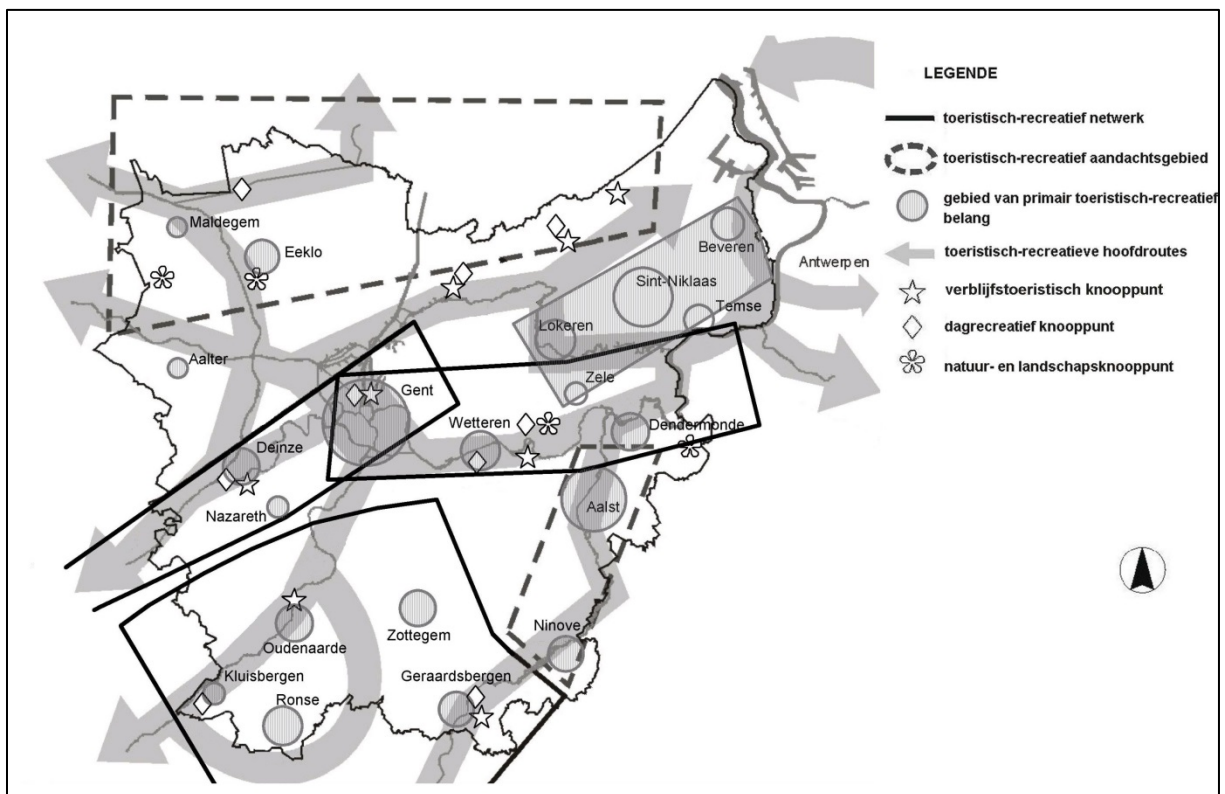 LEGENDE
toeristisch-recreatief netwerk
toeristisch-recreatief aandachtsgebied
gebied van primair toeristisch-recreatief
belang
toeristisch-recreatieve hoofdroutes
verblijfstoeristisch knooppunt
dagrecreatief knooppunt
natuur- en landschapsknooppunt
Maldegem
Eeklo
Beveren
Antwerpen
Sint-Niklaas
Temse
Lokeren
Aalter
Zele
Gent
Wetteren
Dendermonde
Deinze
Nazareth
Aalst
Ninove
Zottegem
Oudenaarde
Kluisbergen
Geraardsbergen
Ronse